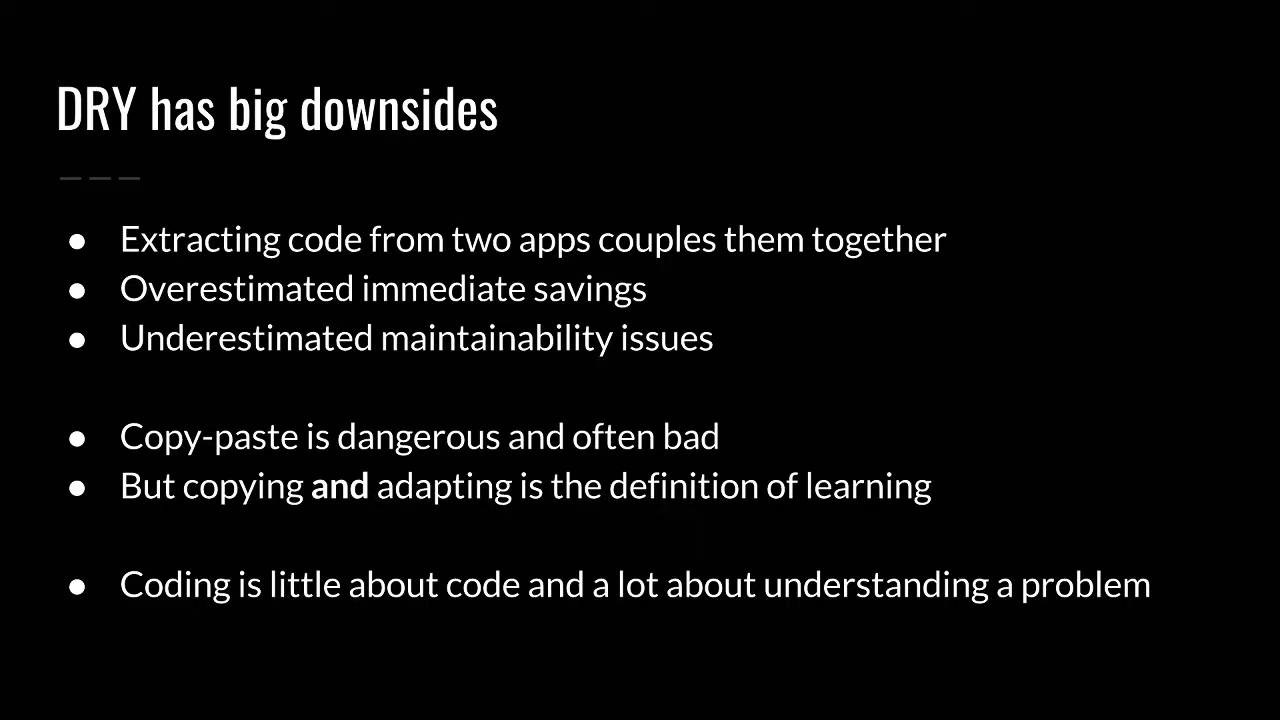 DRY has big downsides
● Extracting code from two apps couples them together
● Overestimated immediate savings
● Underestimated maintainability issues
● Copy-paste is dangerous and often bad
● But copying and adapting is the definition of learning
● Coding is little about code and a lot about understanding a problem